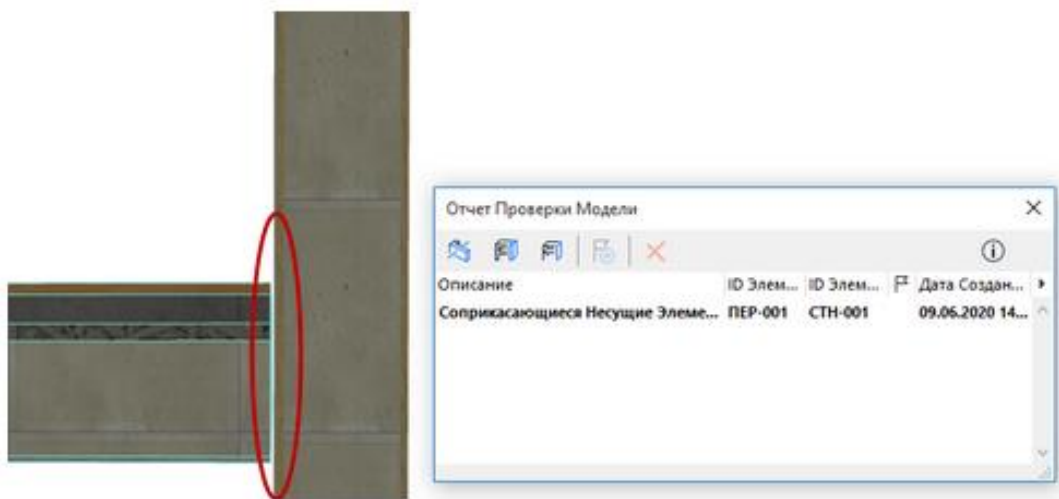 Отчет Проверки Модели
Описание ID Элем... ID Элем... Дата Создан...
Соприкасающиеся Несущие Элеме... ПЕР-001 СТН-001 09.06.2020 14...